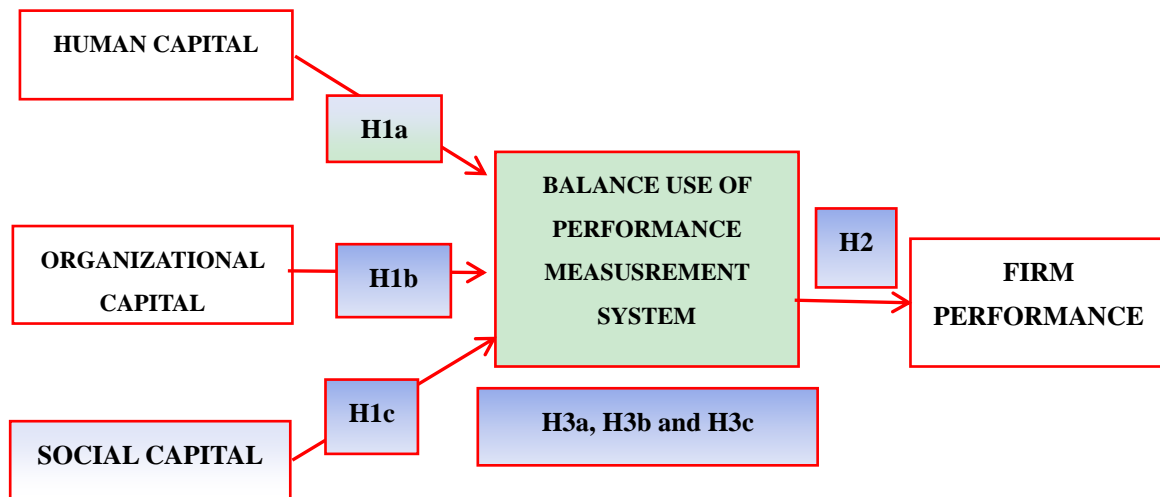 HUMAN CAPITAL
H1a
BALANCE USE OF
PERFORMANCE
MEASUSREMENT
SYSTEM
H2
ORGANIZATIONAL
CAPITAL
H1b
FIRM
PERFORMANCE
H1c
H3a, H3b and H3c
SOCIAL CAPITAL